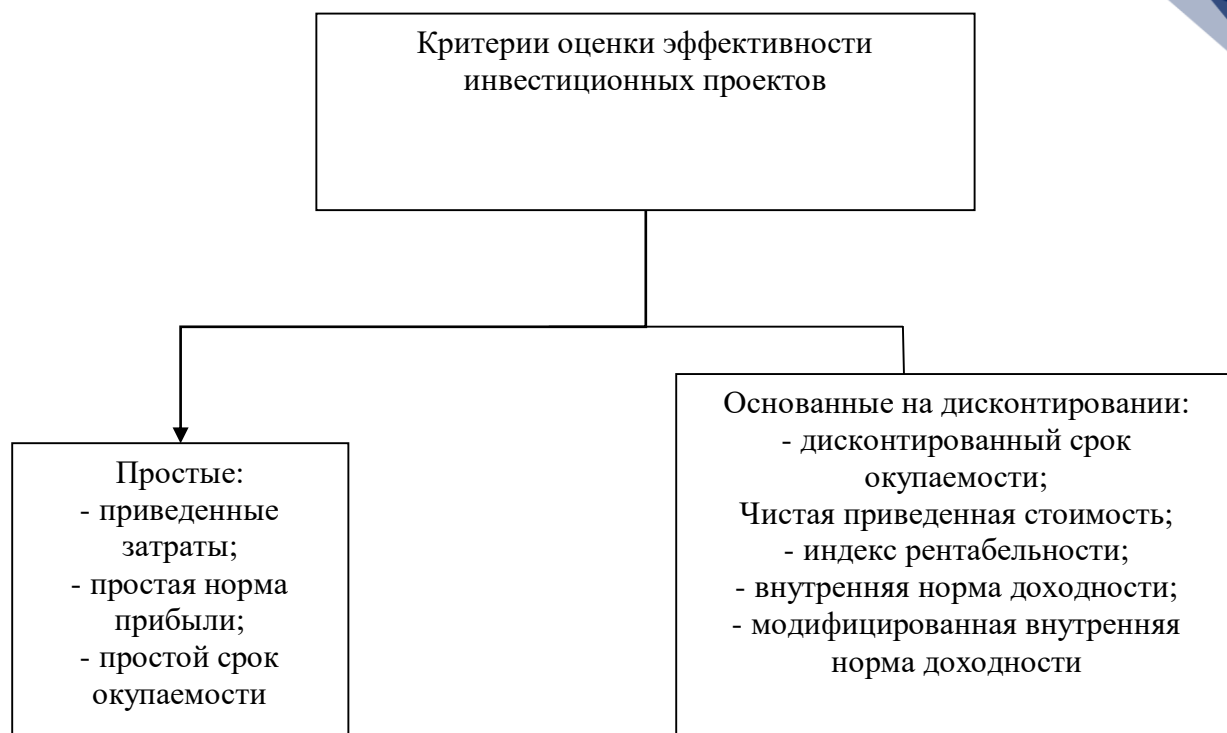 Критерии оценки эффективности
инвестиционных проектов
Простые:
- приведенные
затраты;
- простая норма
прибыли;
- простой срок
окупаемости
Основанные на дисконтировании:
- дисконтированный срок
окупаемости;
Чистая приведенная стоимость;
- индекс рентабельности;
- внутренняя норма доходности;
- модифицированная внутренняя
норма доходности